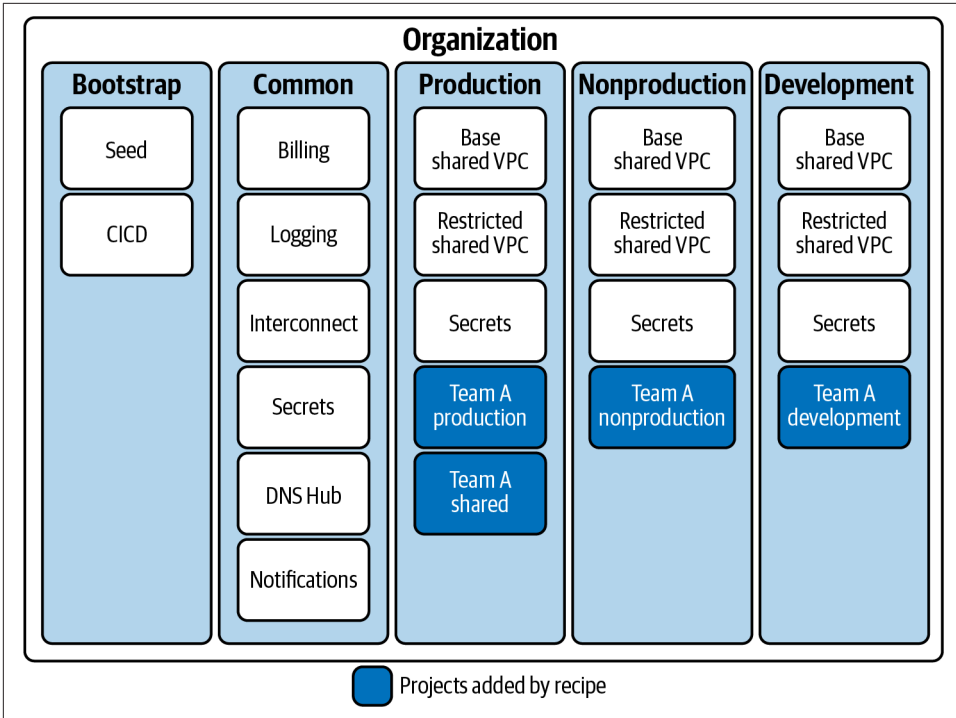 Organization
Bootstrap
Seed
CICD
Common
Billing
Logging
Interconnect
Secrets
DNS Hub
Notifications
Production
Base
shared VPC
Restricted
shared VPC
Secrets
Team A
production
Team A
shared
Nonproduction
Base
shared VPC
Restricted
shared VPC
Secrets
Team A
nonproduction
Development
Base
shared VPC
Restricted
shared VPC
Secrets
Team A
development
Projects added by recipe